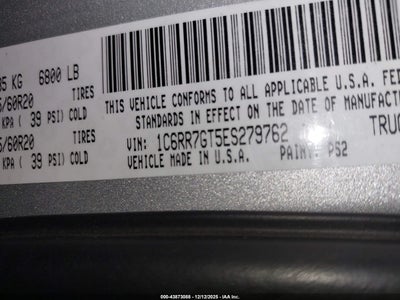 85 KG 6800 LB
5/60R20 TIRES
KPA ( 39 PSI) COLD
5/60R20 TIRES
KPA ( 39 PSI) COLD
THIS VEHICLE CONFORMS TO ALL APPLICABLE U.S.A. FED
STANDARDS IN EFFECT ON THE DATE OF MANUFACTUR
VIN: 1C6RR7GT5ES279762 TRUC
VEHICLE MADE IN U.S.A. PAINT: PS2
000-43873088 - 12/12/2025 - IAA Inc.